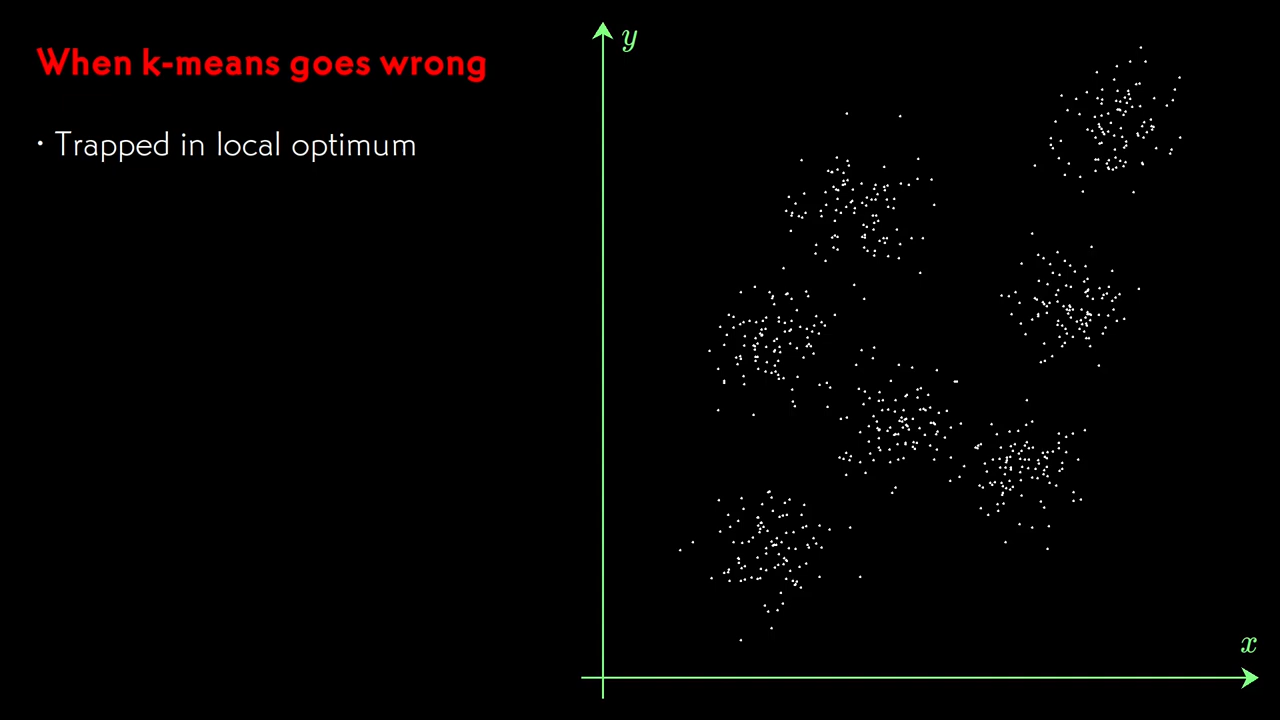 When k-means goes wrong
• Trapped in local optimum
y
x